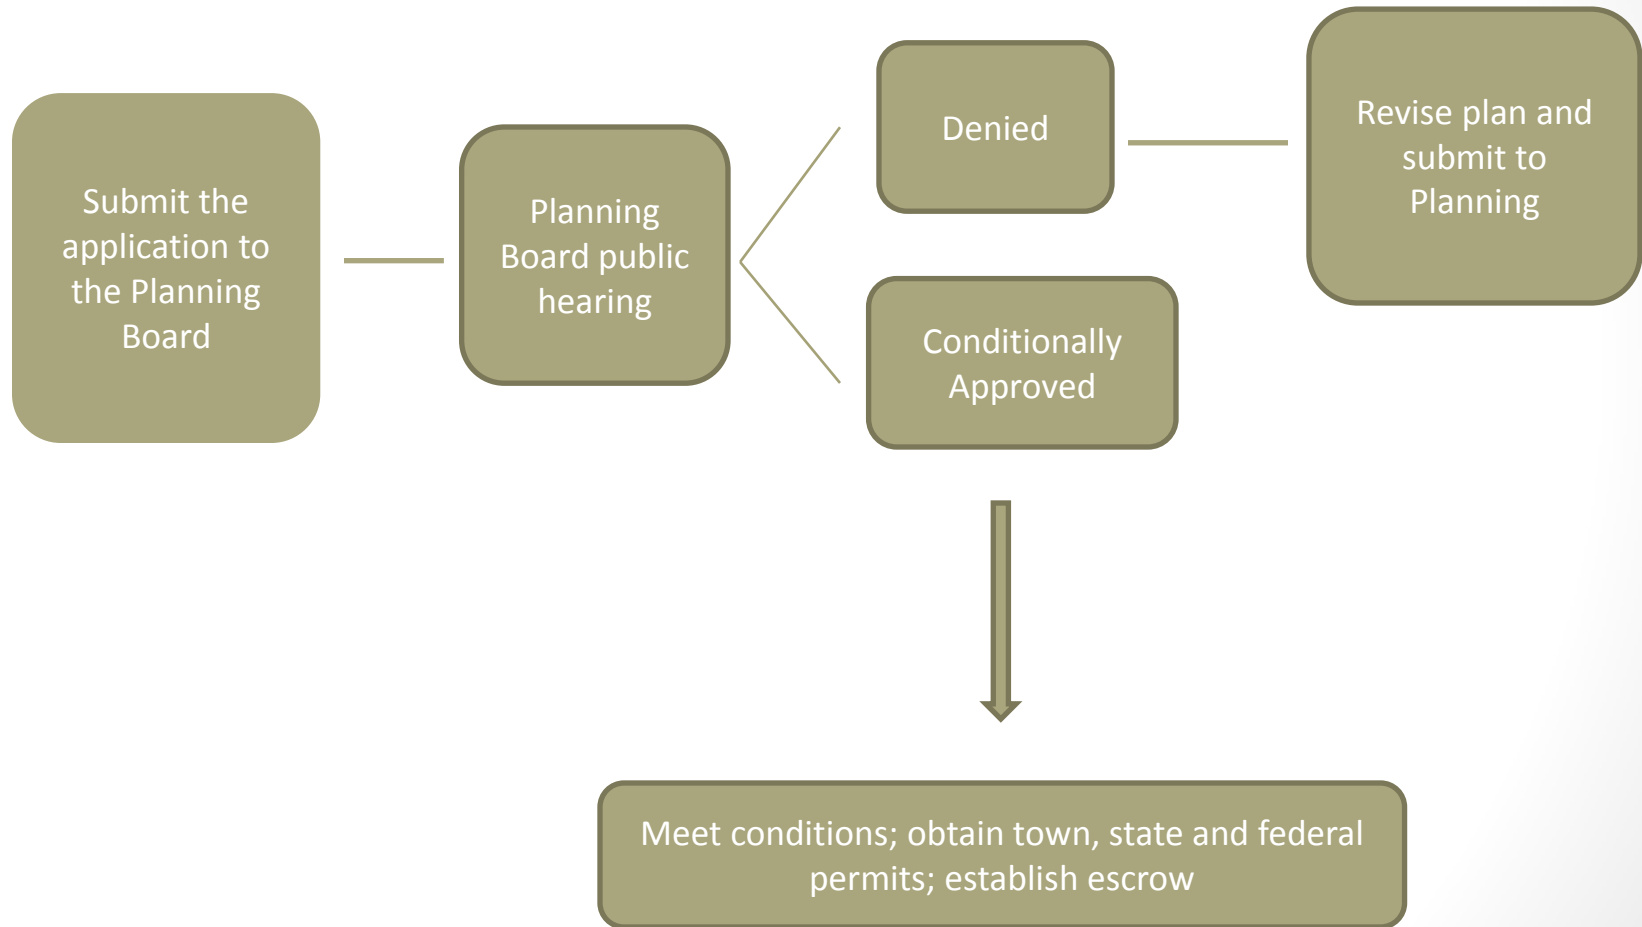 Submit the
application to
the Planning
Board
Planning
Board public
hearing
Denied
Conditionally
Approved
Revise plan and
submit to
Planning
Meet conditions; obtain town, state and federal
permits; establish escrow